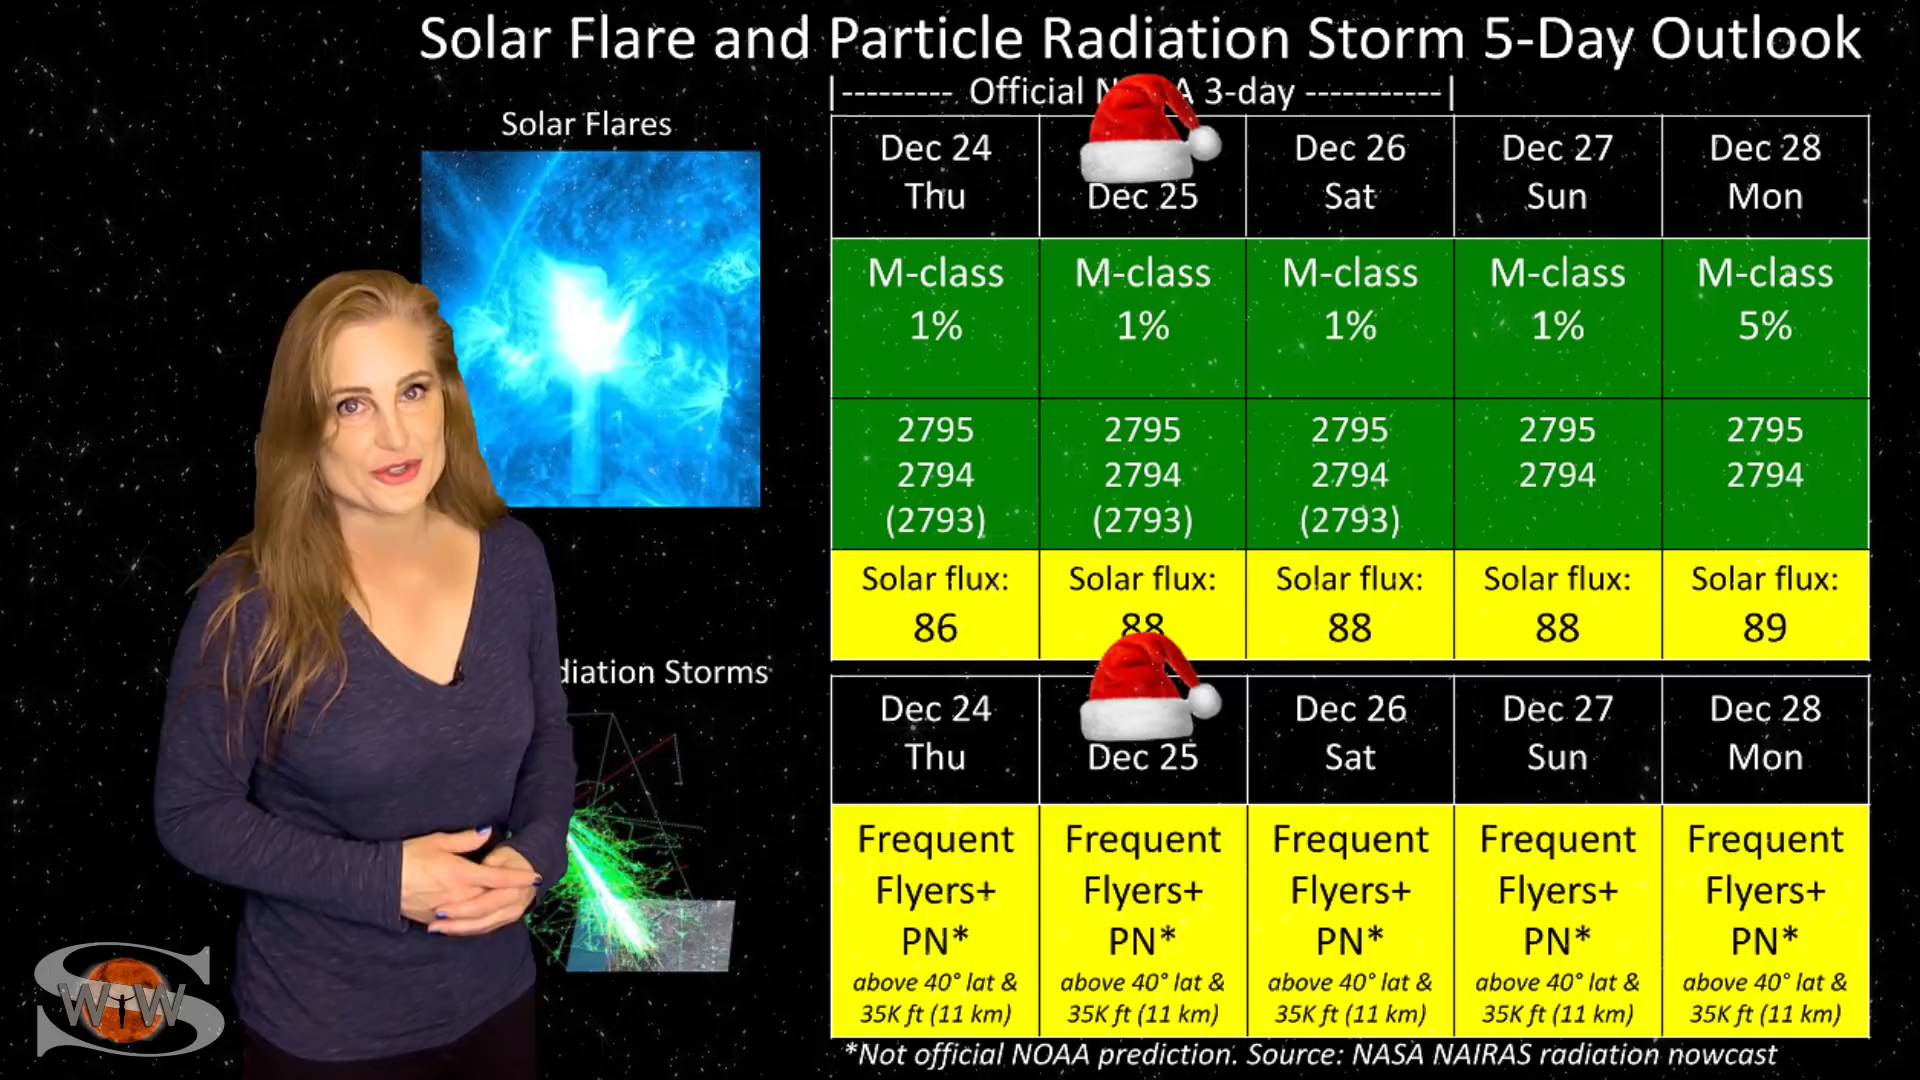 Solar Flare and Particle Radiation Storm 5-Day Outlook
|--------- Official N A 3-day -----------|
Solar Flares
Dec 24 Thu
Dec 25
Dec 26 Sat
Dec 27 Sun
Dec 28 Mon
M-class 1%
M-class 1%
M-class 1%
M-class 1%
M-class 5%
2795 2794 (2793)
2795 2794 (2793)
2795 2794 (2793)
2795 2794
2795 2794
Solar flux: 86
Solar flux: 88
Solar flux: 88
Solar flux: 88
Solar flux: 89
diation Storms
Dec 24 Thu
Dec 25
Dec 26 Sat
Dec 27 Sun
Dec 28 Mon
Frequent Flyers+ PN* above 40° lat & 35K ft (11 km)
Frequent Flyers+ PN* above 40° lat & 35K ft (11 km)
Frequent Flyers+ PN* above 40° lat & 35K ft (11 km)
Frequent Flyers+ PN* above 40° lat & 35K ft (11 km)
Frequent Flyers+ PN* above 40° lat & 35K ft (11 km)
*Not official NOAA prediction. Source: NASA NAIRAS radiation nowcast
S WTW